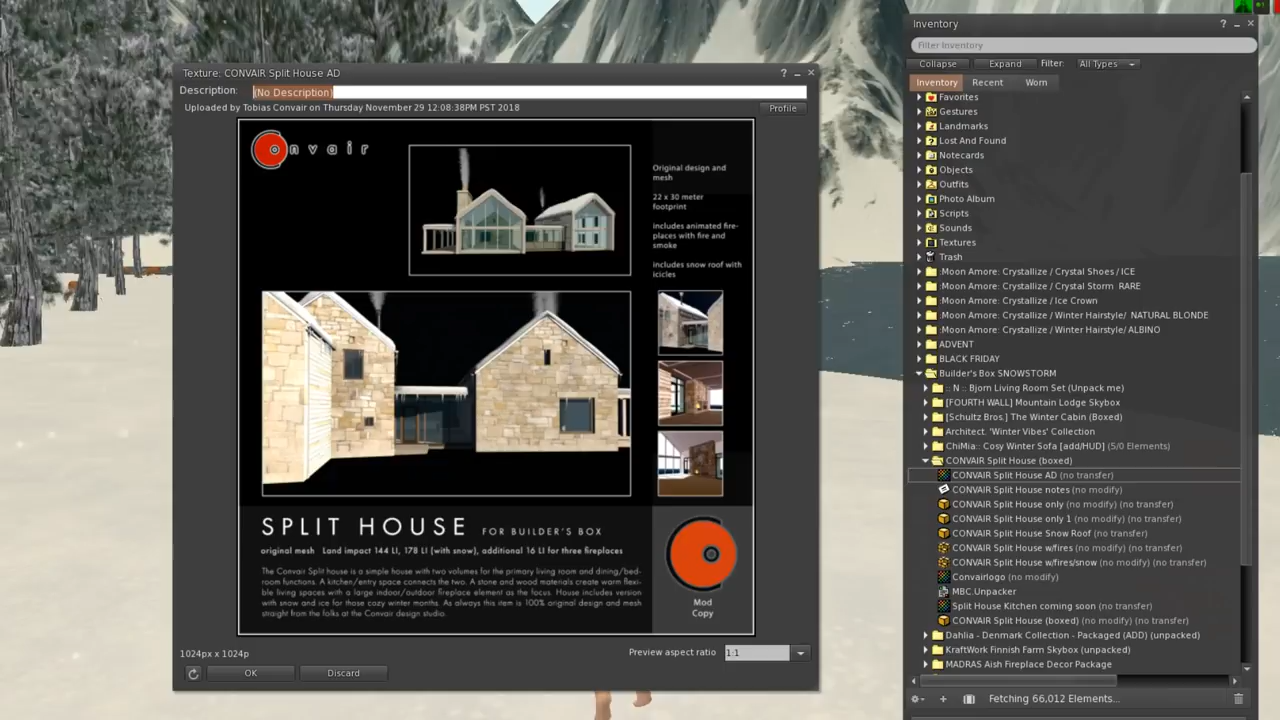 Texture: CONVAIR Split House AD
Description:
(No Description)
Uploaded by Tobias Convair on Thursday November 29 12:08:38PM PST 2018
Profile
onvair
Original design and
mesh
22 x 30 meter
footprint
includes animated fire-
places with fire and
smoke
includes snow roof with
icicles
SPLIT HOUSE FOR BUILDER'S BOX
original mesh Land impact 144 LI, 178 LI (with snow), additional 16 LI for three fireplaces
The Convair Split house is a simple house with two volumes for the primary living room and dining/bed-
room functions. A kitchen/entry space connects the two. A stone and wood materials create warm flexi-
ble living spaces with a large indoor/outdoor fireplace element as the focus. House includes version
with snow and ice for those cozy winter months. As always this item is 100% original design and mesh
straight from the folks at the Convair design studio.
Mod
Copy
1024px x 1024p
Preview aspect ratio
1:1
OK
Discard
Inventory
Filter Inventory
Collapse
Expand
Filter:
All Types
Inventory
Recent
Worn
Favorites
Gestures
Landmarks
Lost And Found
Notecards
Objects
Outfits
Photo Album
Scripts
Sounds
Textures
Trash
:Moon Amore: Crystallize / Crystal Shoes / ICE
:Moon Amore: Crystallize / Crystal Storm RARE
:Moon Amore: Crystallize / Ice Crown
:Moon Amore: Crystallize / Winter Hairstyle/ NATURAL BLONDE
:Moon Amore: Crystallize / Winter Hairstyle/ ALBINO
ADVENT
BLACK FRIDAY
Builder's Box SNOWSTORM
:: N :: Bjorn Living Room Set (Unpack me)
[FOURTH WALL] Mountain Lodge Skybox
[Schultz Bros.] The Winter Cabin (Boxed)
Architect. 'Winter Vibes' Collection
ChiMia:: Cosy Winter Sofa [add/HUD] (5/0 Elements)
CONVAIR Split House (boxed)
CONVAIR Split House AD (no transfer)
CONVAIR Split House notes (no modify)
CONVAIR Split House only (no modify) (no transfer)
CONVAIR Split House only 1 (no modify) (no transfer)
CONVAIR Split House Snow Roof (no transfer)
CONVAIR Split House w/fires (no modify) (no transfer)
CONVAIR Split House w/fires/snow (no modify) (no transfer)
Convairlogo (no modify)
MBC.Unpacker
Split House Kitchen coming soon (no transfer)
CONVAIR Split House (boxed) (no modify) (no transfer)
Dahlia - Denmark Collection - Packaged (ADD) (unpacked)
KraftWork Finnish Farm Skybox (unpacked)
MADRAS Aish Fireplace Decor Package
Fetching 66,012 Elements...